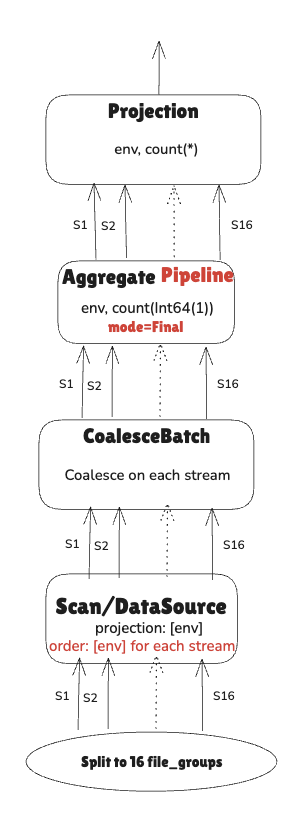 Projection
env, count(*)
S1 S2 S16
Aggregate Pipeline
env, count(Int64(1))
mode=Final
S1 S2 S16
CoalesceBatch
Coalesce on each stream
S1 S2 S16
Scan/DataSource
projection: [env]
order: [env] for each stream
S1 S2 S16
Split to 16 file_groups